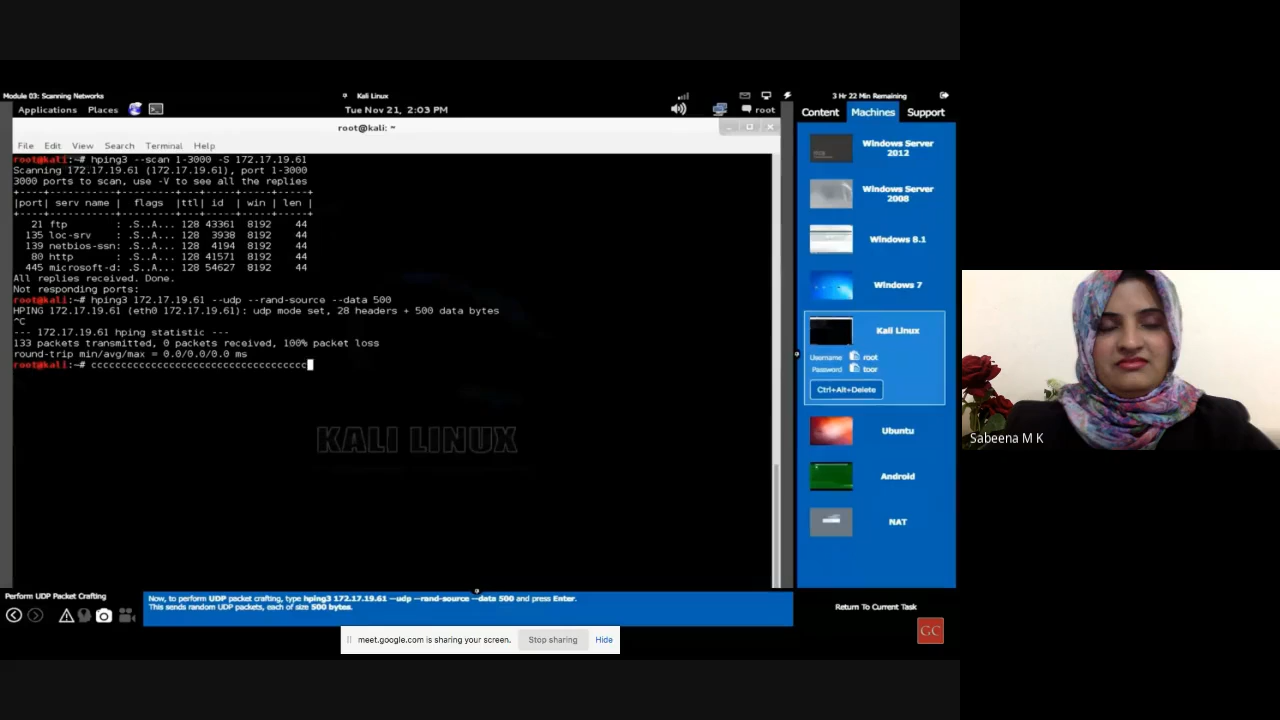 Module 03: Scanning Networks
Kali Linux
3 Hr 22 Min Remaining
Applications Places
Tue Nov 21, 2:03 PM
root
Content Machines Support
root@kali: ~
File Edit View Search Terminal Help
root@kali:~# hping3 --scan 1-3000 -S 172.17.19.61
Scanning 172.17.19.61 (172.17.19.61), port 1-3000
3000 ports to scan, use -V to see all the replies
+----+-----------+---------+---+-----+-----+-----+
|port| serv name | flags |ttl| id | win | len |
+----+-----------+---------+---+-----+-----+-----+
21 ftp : .S..A... 128 43361 8192 44
135 loc-srv : .S..A... 128 3938 8192 44
139 netbios-ssn: .S..A... 128 4194 8192 44
80 http : .S..A... 128 41571 8192 44
445 microsoft-d: .S..A... 128 54627 8192 44
All replies received. Done.
Not responding ports:
root@kali:~# hping3 172.17.19.61 --udp --rand-source --data 500
HPING 172.17.19.61 (eth0 172.17.19.61): udp mode set, 28 headers + 500 data bytes
^C
--- 172.17.19.61 hping statistic ---
133 packets transmitted, 0 packets received, 100% packet loss
round-trip min/avg/max = 0.0/0.0/0.0 ms
root@kali:~# cccccccccccccccccccccccccccccccccccc
KALI LINUX
Windows Server
2012
Windows Server
2008
Windows 8.1
Windows 7
Kali Linux
Username root
Password toor
Ctrl+Alt+Delete
Ubuntu
Android
NAT
Sabeena M K
Perform UDP Packet Crafting
Now, to perform UDP packet crafting, type hping3 172.17.19.61 --udp --rand-source --data 500 and press Enter.
This sends random UDP packets, each of size 500 bytes.
Return To Current Task
GC
meet.google.com is sharing your screen. Stop sharing Hide